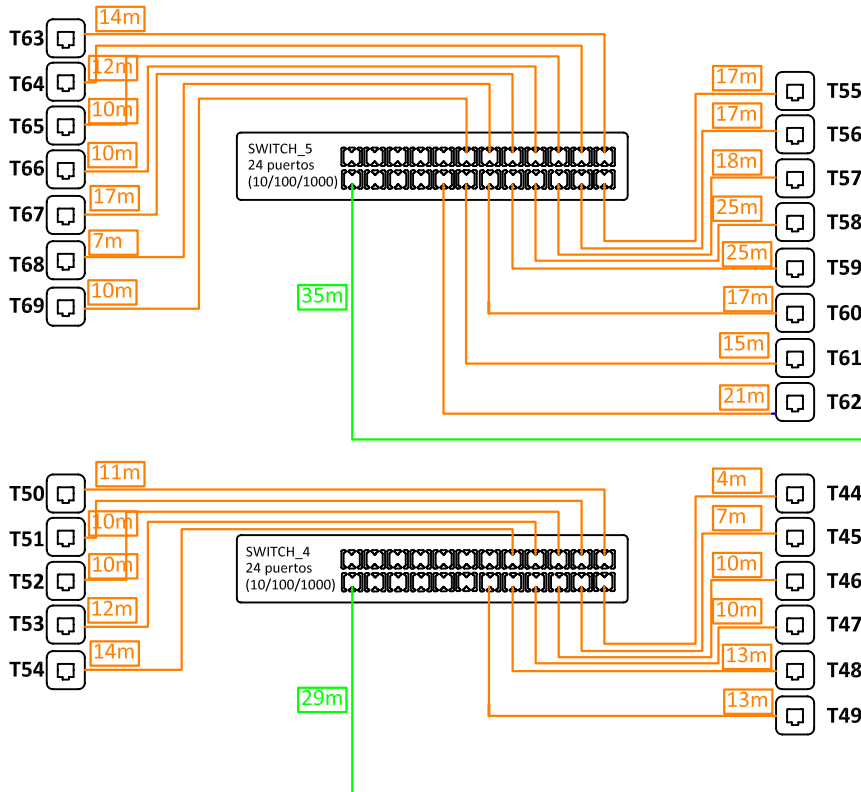 14m
T63
12m
T64
10m
T65
10m
T66
17m
T67
7m
T68
10m
T69
SWITCH_5
24 puertos
(10/100/1000)
35m
17m
T55
17m
T56
18m
T57
25m
T58
25m
T59
17m
T60
15m
T61
21m
T62
11m
T50
10m
T51
10m
T52
12m
T53
14m
T54
SWITCH_4
24 puertos
(10/100/1000)
29m
4m
T44
7m
T45
10m
T46
10m
T47
13m
T48
13m
T49